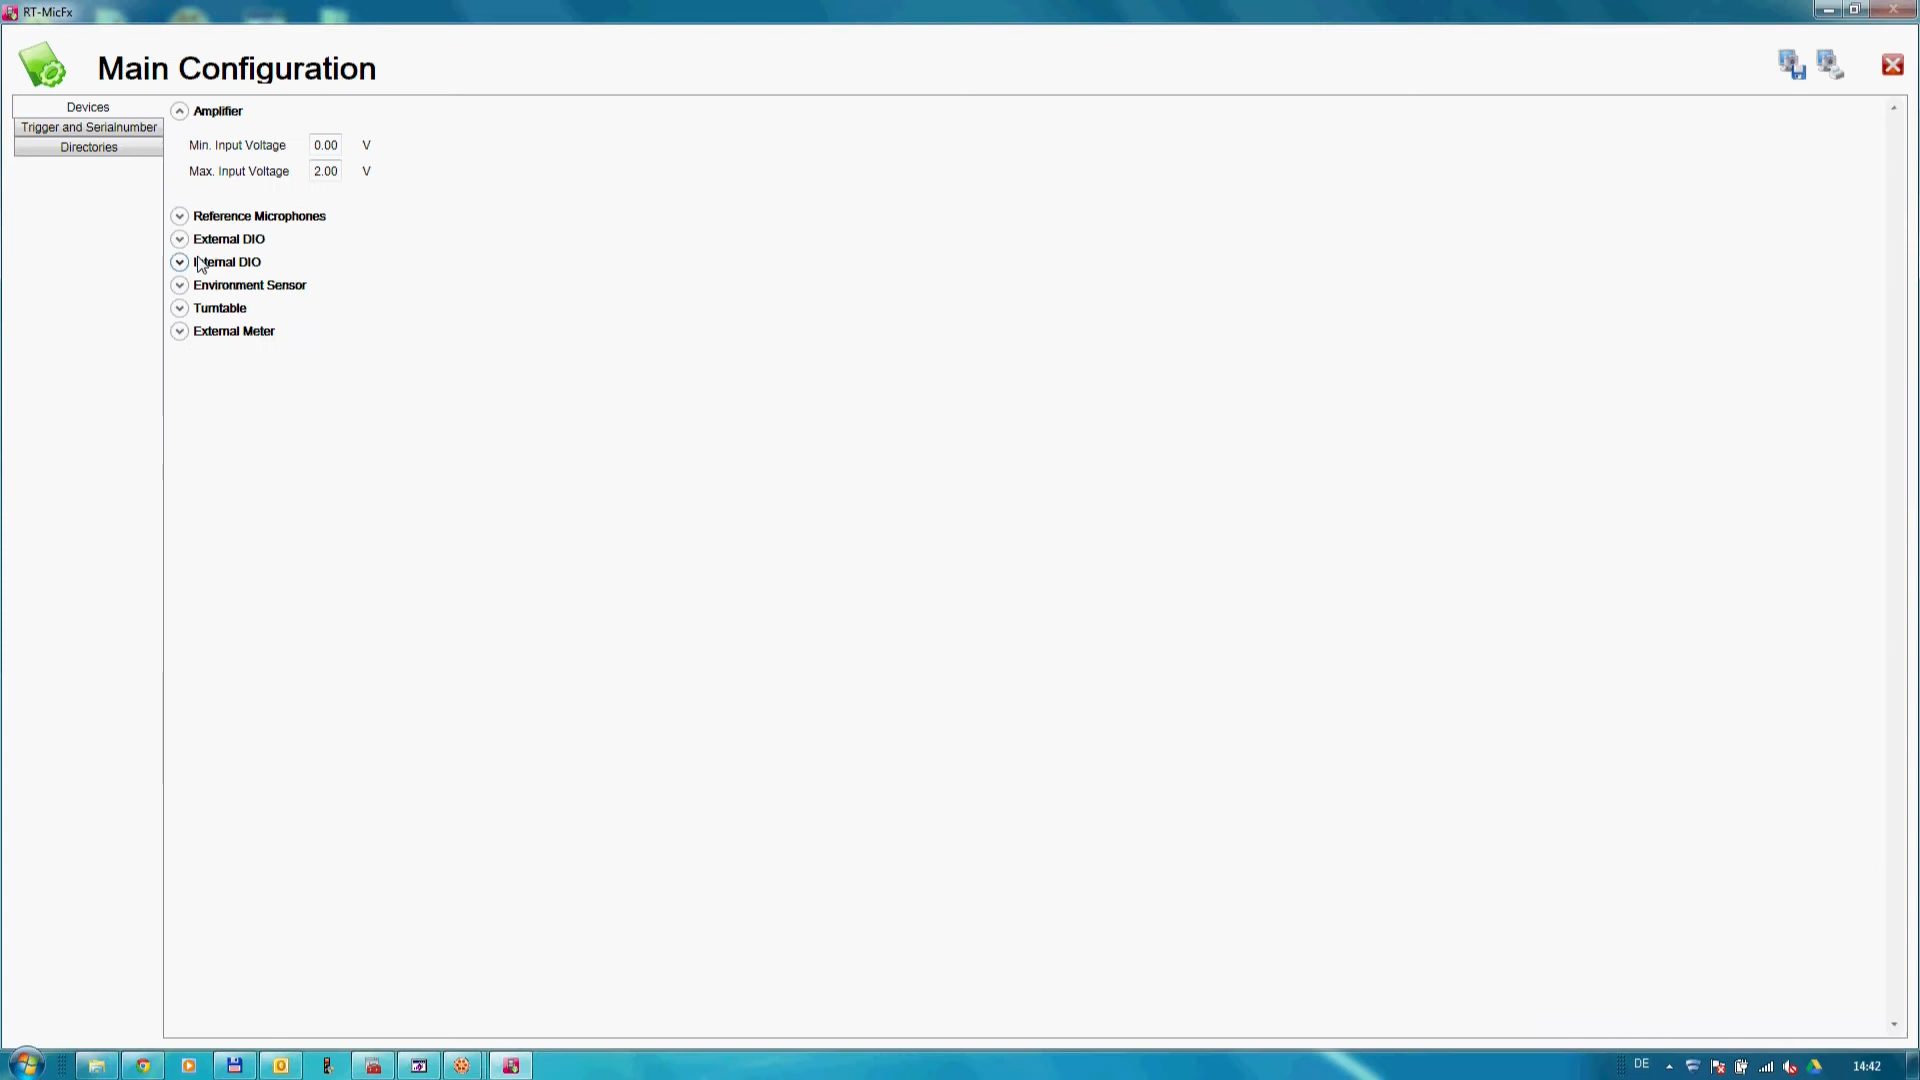 RT-MicFx
Main Configuration
Devices
Trigger and Serialnumber
Directories
Amplifier
Min. Input Voltage 0.00 V
Max. Input Voltage 2.00 V
Reference Microphones
External DIO
Internal DIO
Environment Sensor
Turntable
External Meter
DE
14:42